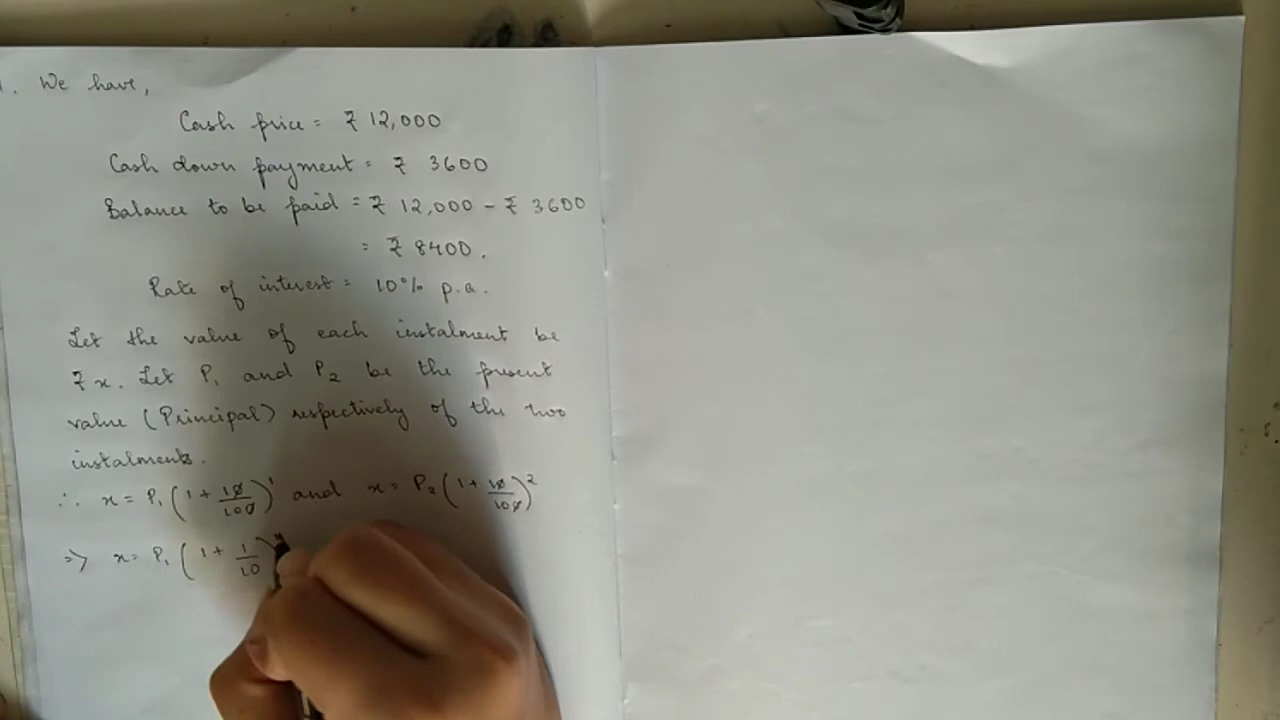 1. We have,
Cash price = ₹ 12,000
Cash down payment = ₹ 3600
Balance to be paid = ₹ 12,000 - ₹ 3600
= ₹ 8400.
Rate of interest = 10% p.a.
Let the value of each instalment be
₹ x. Let P₁ and P₂ be the present
value (Principal) respectively of the two
instalments.
∴ x = P₁ (1 + 10/100)¹ and x = P₂ (1 + 10/100)²
=> x = P₁ (1 + 1/10)